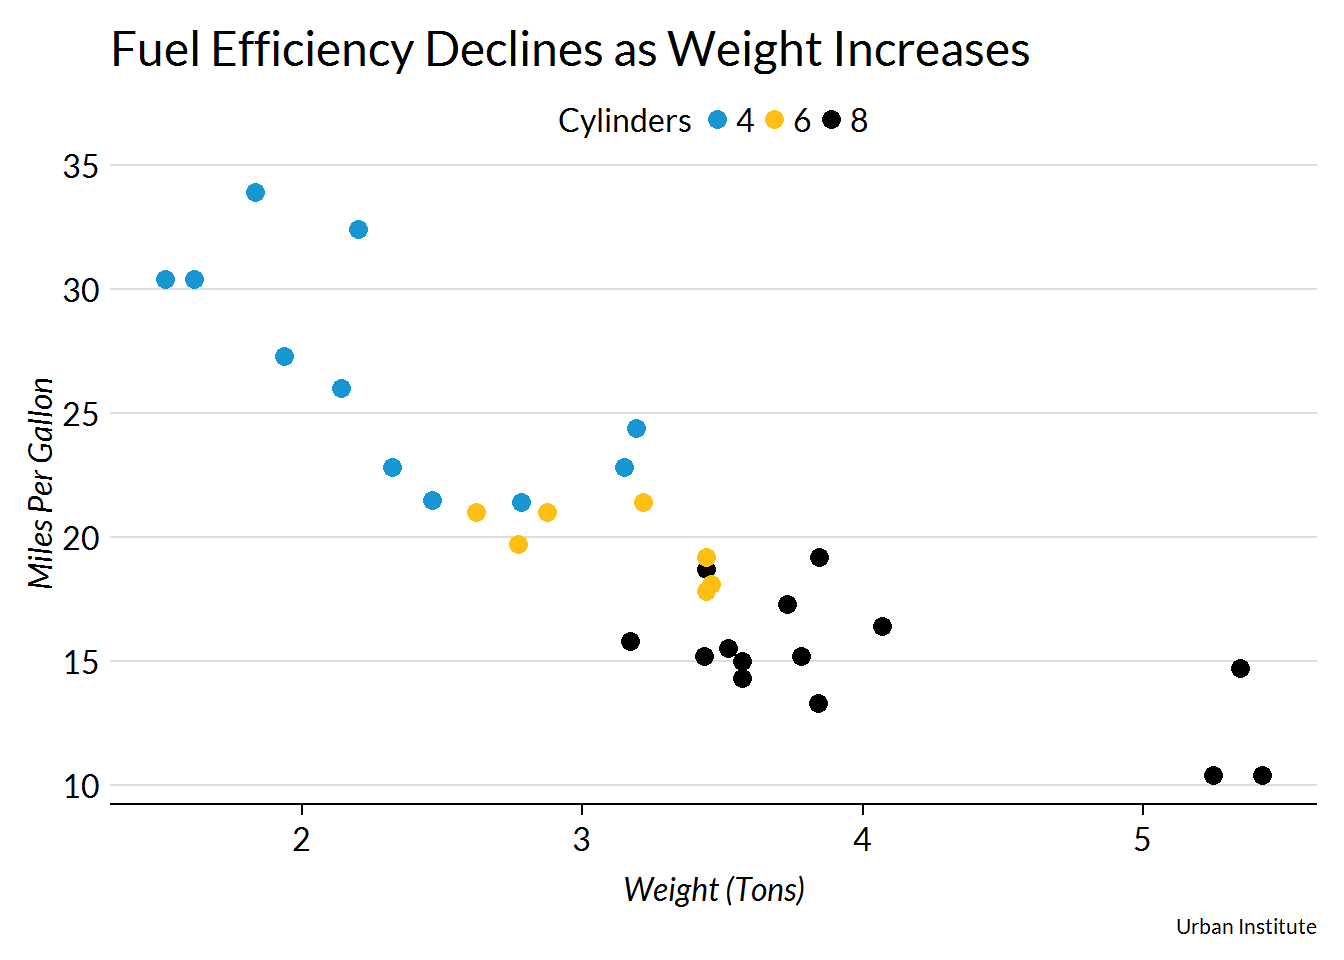 Fuel Efficiency Declines as Weight Increases
Cylinders 4 6 8
35
30
25
20
15
10
Miles Per Gallon
2 3 4 5
Weight (Tons)
Urban Institute